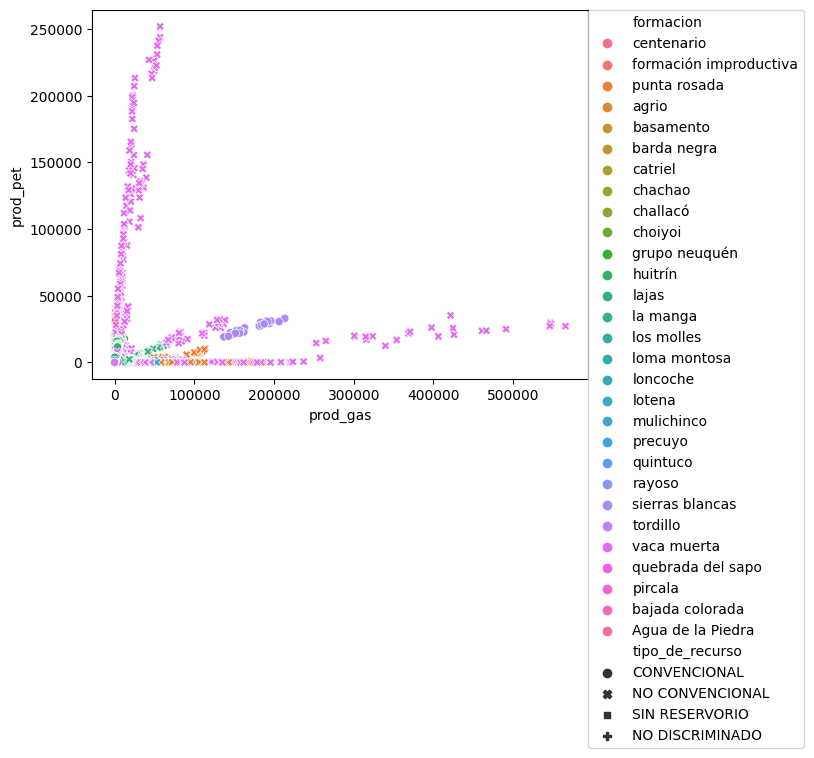 250000
200000
150000
100000
50000
0
prod_pet
0
100000
200000
300000
400000
500000
prod_gas
formacion
centenario
formación improductiva
punta rosada
agrio
basamento
barda negra
catriel
chachao
challacó
choiyoi
grupo neuquén
huitrín
lajas
la manga
los molles
loma montosa
loncoche
lotena
mulichinco
precuyo
quintuco
rayoso
sierras blancas
tordillo
vaca muerta
quebrada del sapo
pircala
bajada colorada
Agua de la Piedra
tipo_de_recurso
CONVENCIONAL
NO CONVENCIONAL
SIN RESERVORIO
NO DISCRIMINADO